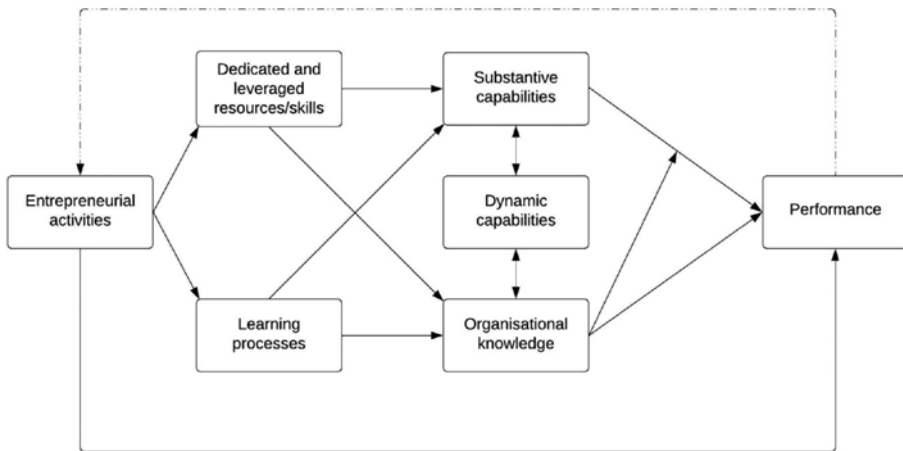 Dedicated and
leveraged
resources/skills
Substantive
capabilities
Entrepreneurial
activities
Dynamic
capabilities
Performance
Learning
processes
Organisational
knowledge